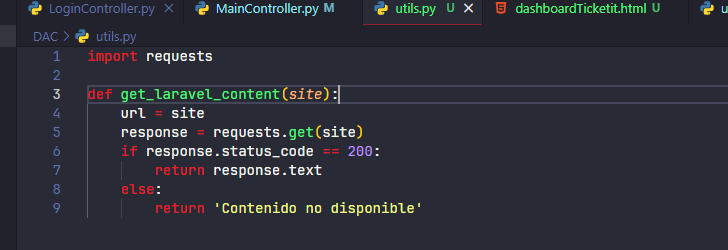 LoginController.py MainController.py M utils.py U dashboardTicketit.html U u
DAC > utils.py
1 import requests
2
3 def get_laravel_content(site):
4 url = site
5 response = requests.get(site)
6 if response.status_code == 200:
7 return response.text
8 else:
9 return 'Contenido no disponible'